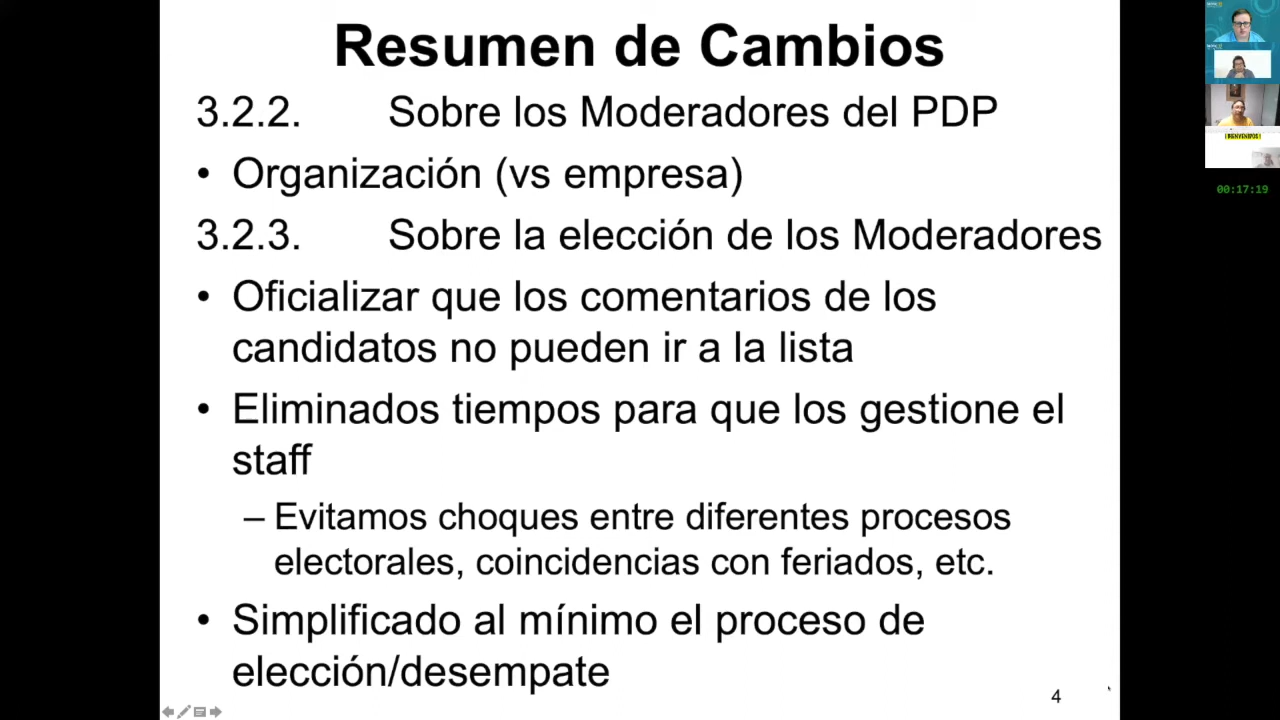 Resumen de Cambios
3.2.2. Sobre los Moderadores del PDP
• Organización (vs empresa)
3.2.3. Sobre la elección de los Moderadores
• Oficializar que los comentarios de los
candidatos no pueden ir a la lista
• Eliminados tiempos para que los gestione el
staff
– Evitamos choques entre diferentes procesos
electorales, coincidencias con feriados, etc.
• Simplificado al mínimo el proceso de
elección/desempate
4
¡BIENVENIDOS!
00:17:19